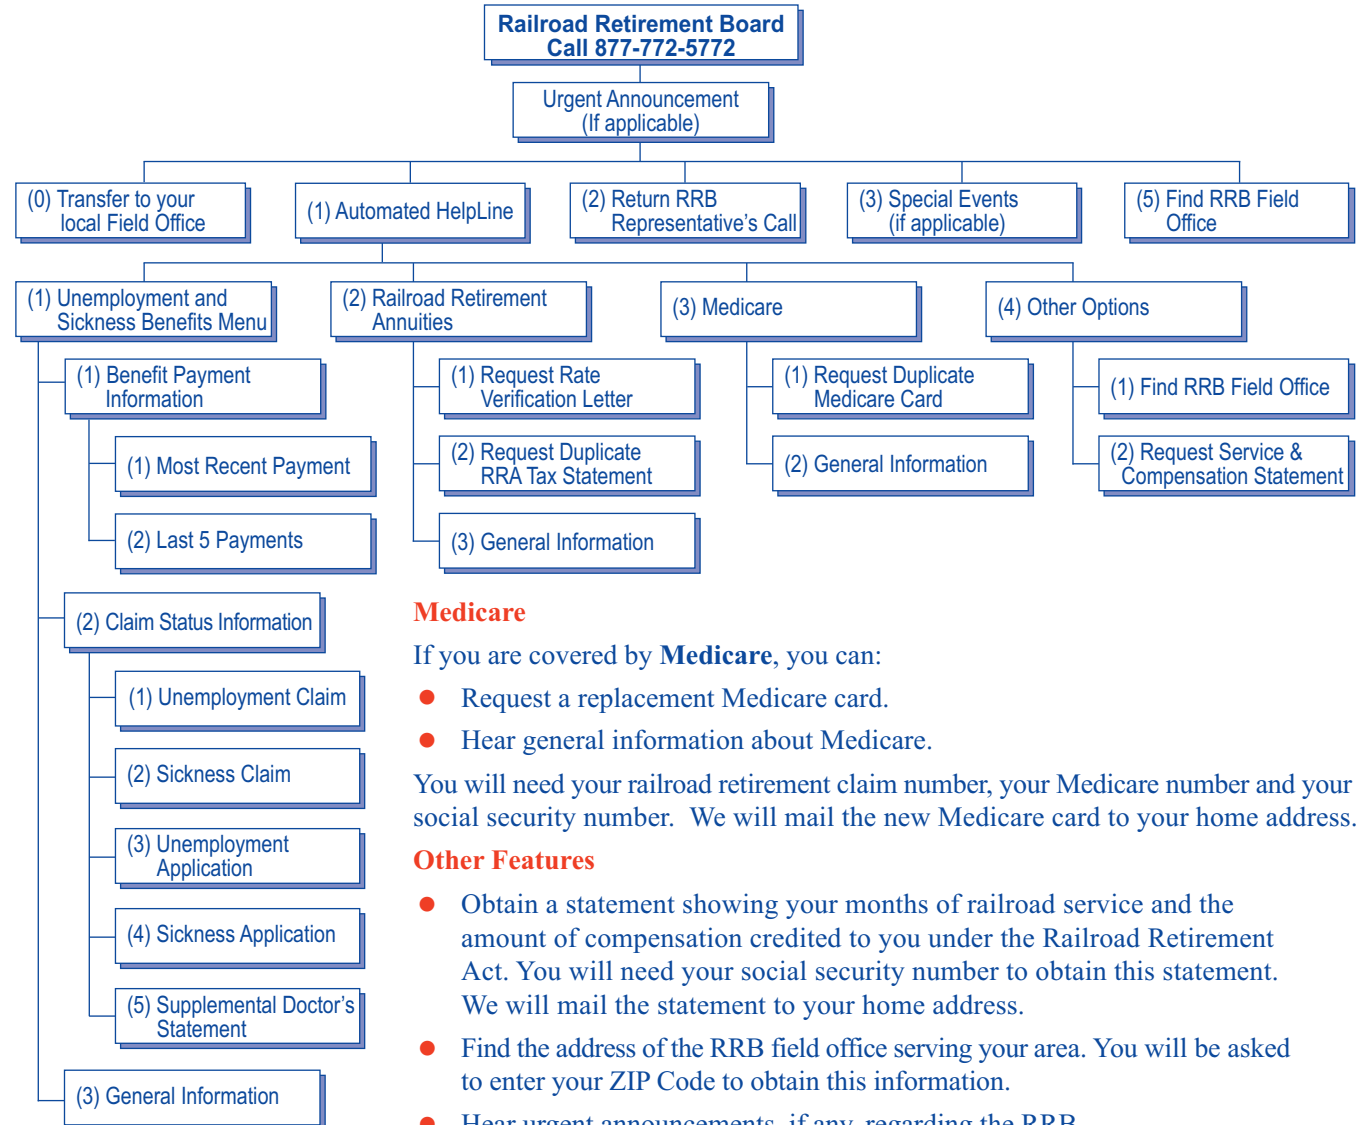 Railroad Retirement Board
Call 877-772-5772
Urgent Announcement
(If applicable)
(0) Transfer to your
local Field Office
(1) Automated HelpLine
(2) Return RRB
Representative's Call
(3) Special Events
(if applicable)
(5) Find RRB Field
Office
(1) Unemployment and
Sickness Benefits Menu
(2) Railroad Retirement
Annuities
(3) Medicare
(4) Other Options
(1) Benefit Payment
Information
(1) Most Recent Payment
(2) Last 5 Payments
(2) Claim Status Information
(1) Unemployment Claim
(2) Sickness Claim
(3) Unemployment
Application
(4) Sickness Application
(5) Supplemental Doctor's
Statement
(3) General Information
(1) Request Rate
Verification Letter
(2) Request Duplicate
RRA Tax Statement
(3) General Information
(1) Request Duplicate
Medicare Card
(2) General Information
(1) Find RRB Field Office
(2) Request Service &
Compensation Statement
Medicare
If you are covered by Medicare, you can:
● Request a replacement Medicare card.
● Hear general information about Medicare.
You will need your railroad retirement claim number, your Medicare number and your
social security number. We will mail the new Medicare card to your home address.
Other Features
● Obtain a statement showing your months of railroad service and the
amount of compensation credited to you under the Railroad Retirement
Act. You will need your social security number to obtain this statement.
We will mail the statement to your home address.
● Find the address of the RRB field office serving your area. You will be asked
to enter your ZIP Code to obtain this information.
● Hear urgent announcements, if any, regarding the RRB.